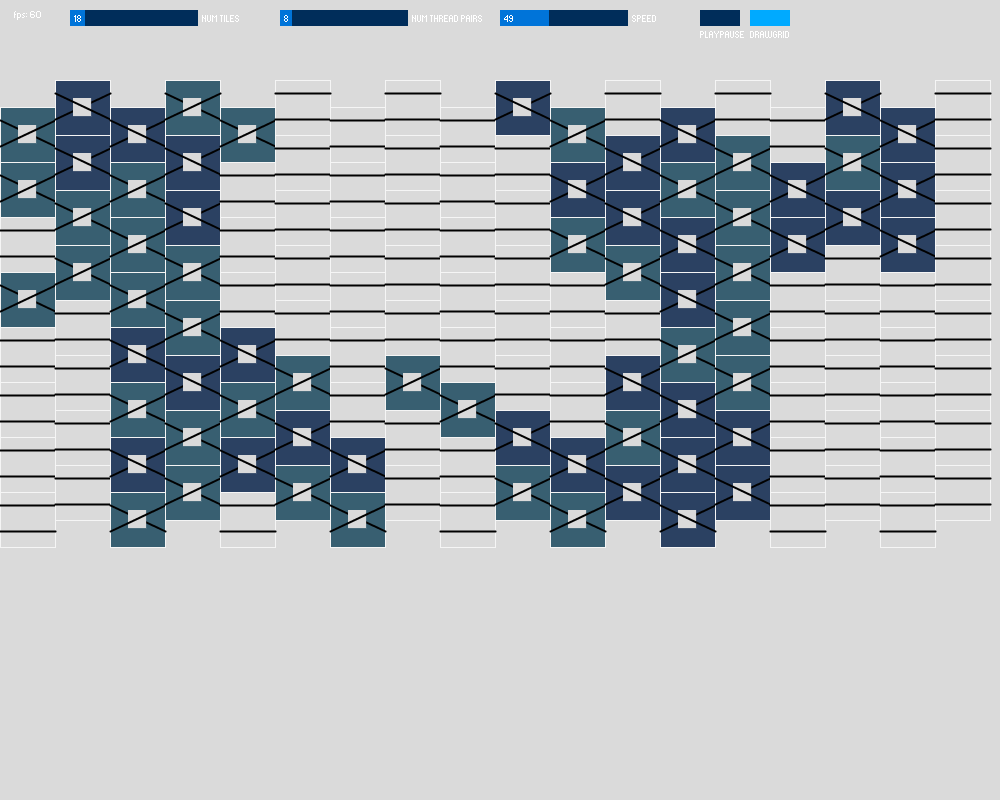 fps: 60
18 NUM TILES
8 NUM THREAD PAIRS
49 SPEED
PLAYPAUSE DRAWGRID